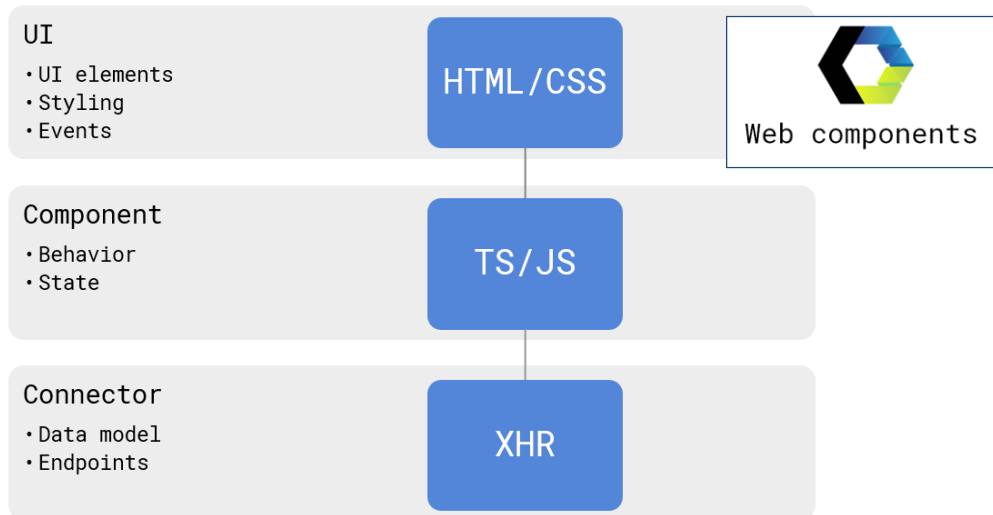 UI
• UI elements
• Styling
• Events
HTML/CSS
Web components
Component
• Behavior
• State
TS/JS
Connector
• Data model
• Endpoints
XHR